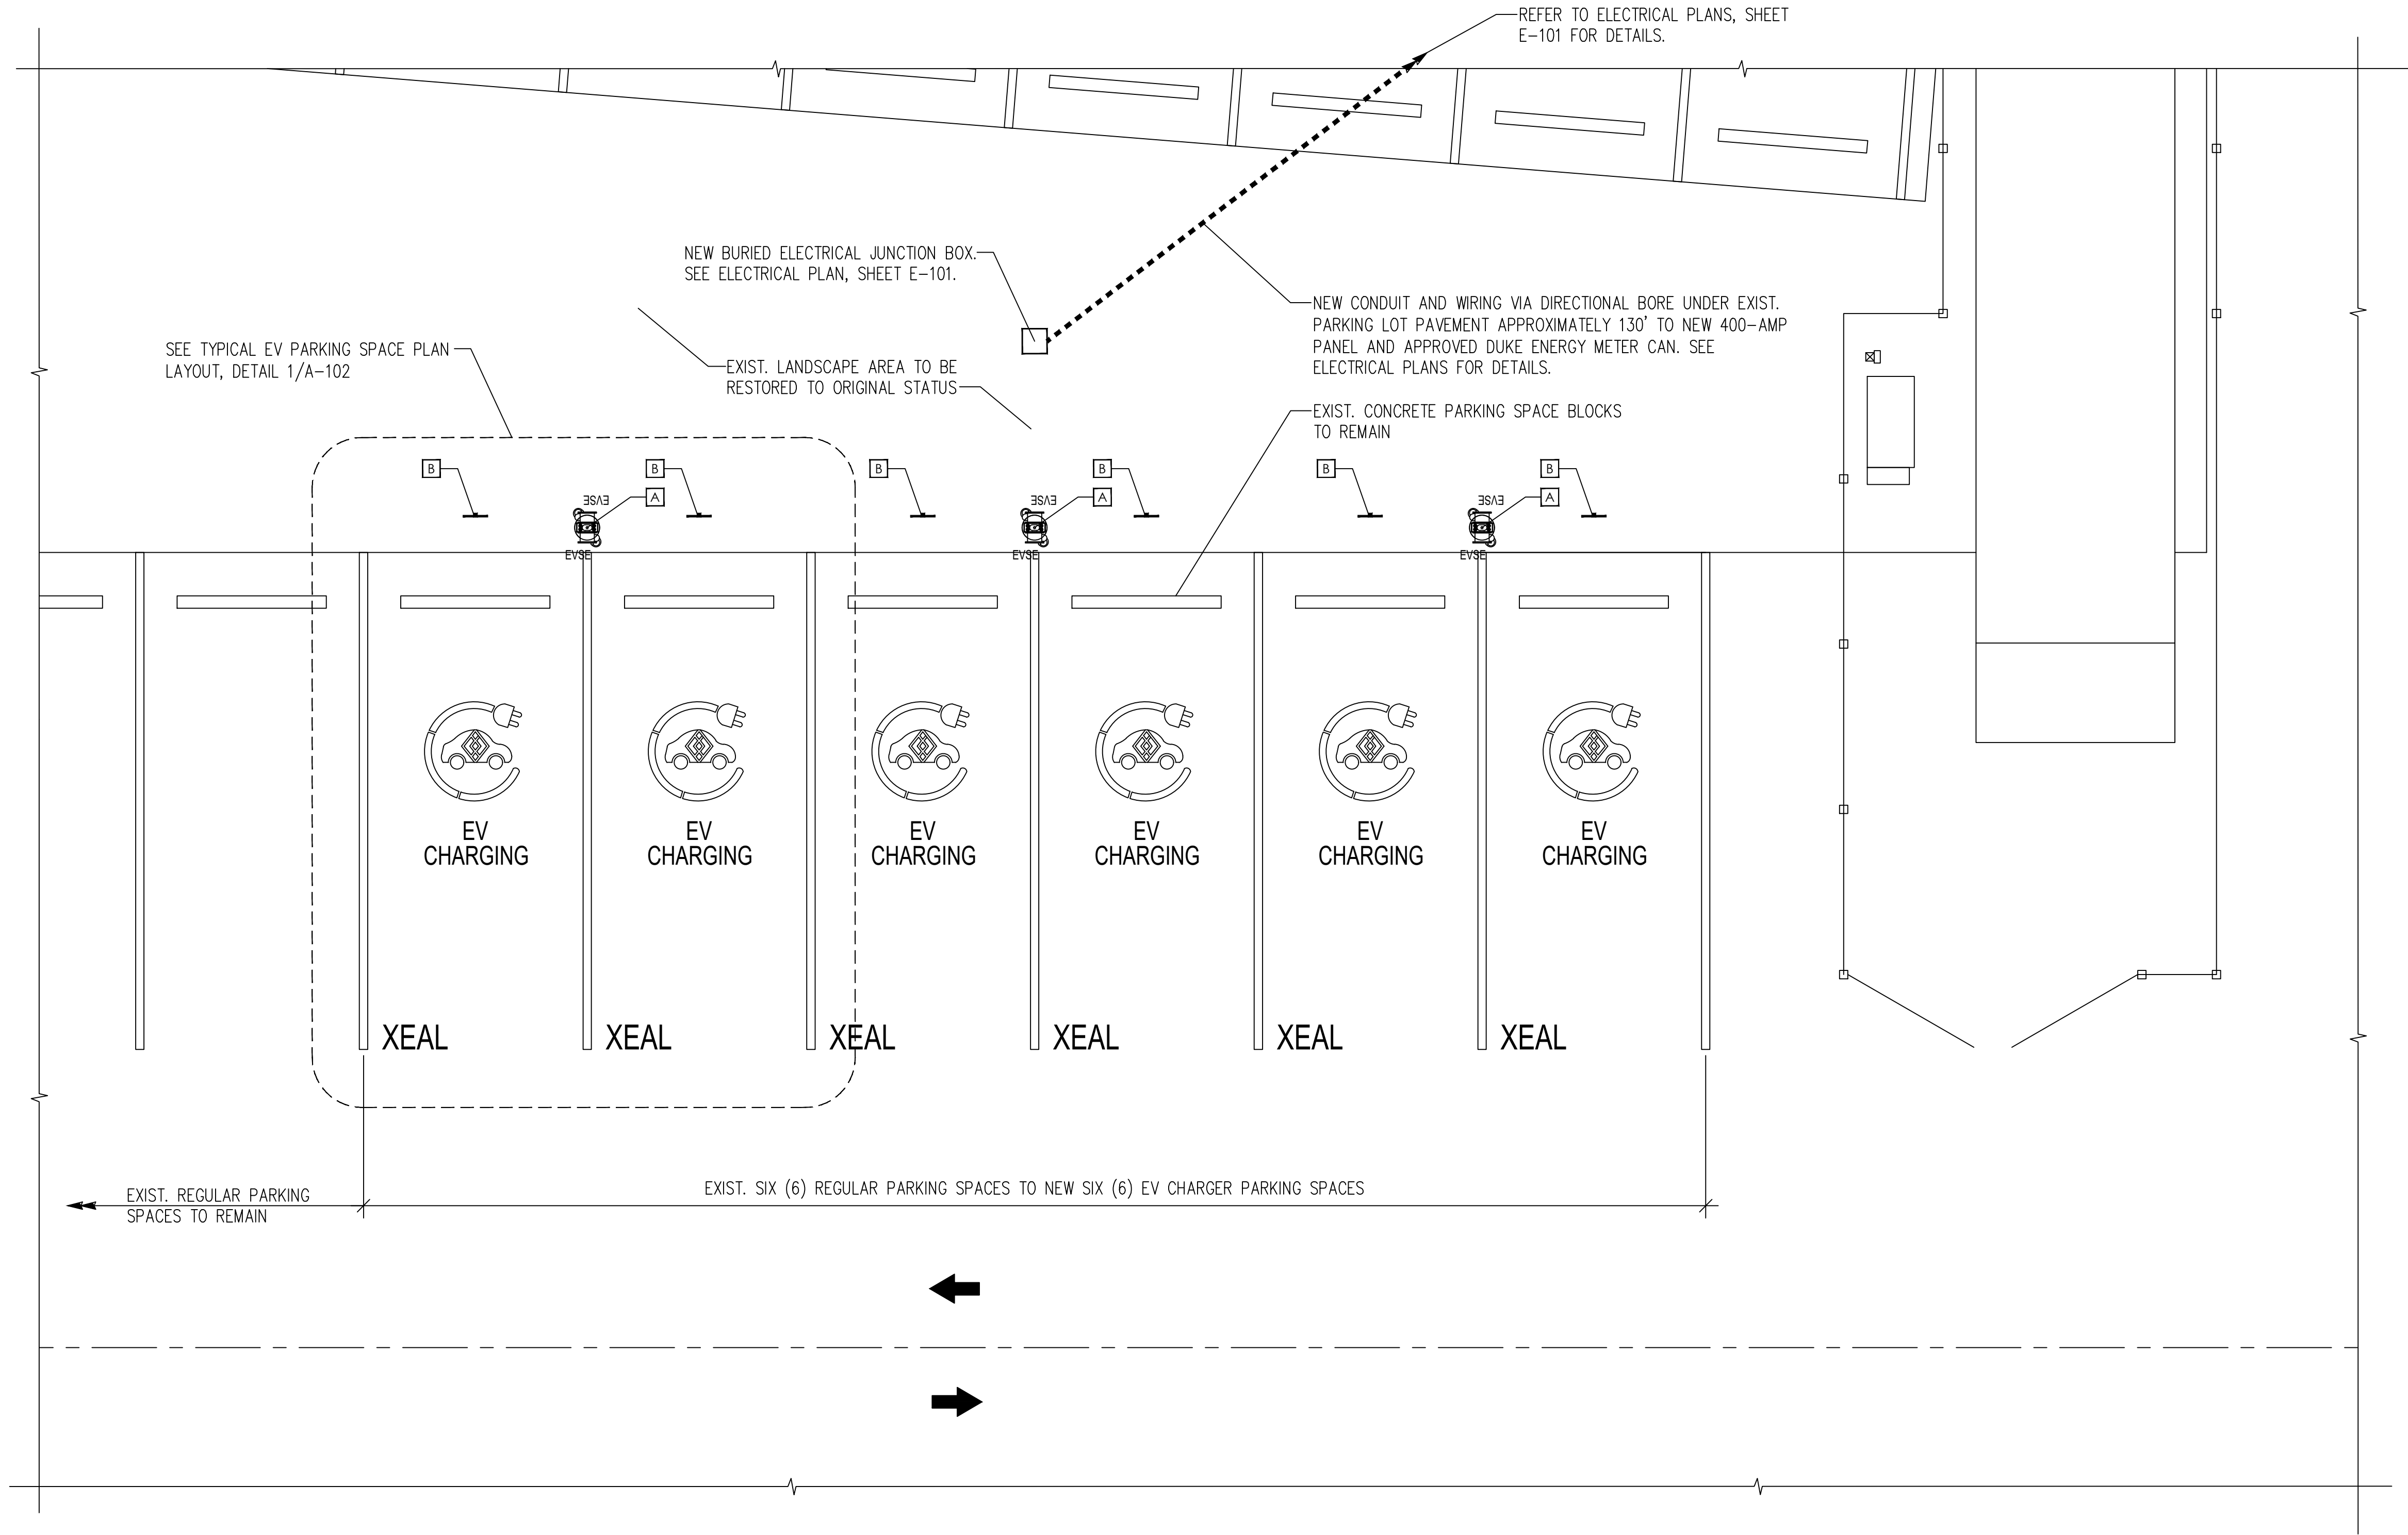 REFER TO ELECTRICAL PLANS, SHEET
E-101 FOR DETAILS.
NEW BURIED ELECTRICAL JUNCTION BOX.
SEE ELECTRICAL PLAN, SHEET E-101.
NEW CONDUIT AND WIRING VIA DIRECTIONAL BORE UNDER EXIST.
PARKING LOT PAVEMENT APPROXIMATELY 130' TO NEW 400-AMP
PANEL AND APPROVED DUKE ENERGY METER CAN. SEE
ELECTRICAL PLANS FOR DETAILS.
SEE TYPICAL EV PARKING SPACE PLAN
LAYOUT, DETAIL 1/A-102
EXIST. LANDSCAPE AREA TO BE
RESTORED TO ORIGINAL STATUS
EXIST. CONCRETE PARKING SPACE BLOCKS
TO REMAIN
B
B
B
B
B
B
EVSE
A
EVSE
A
EVSE
A
EVSE
EVSE
EVSE
EV
CHARGING
EV
CHARGING
EV
CHARGING
EV
CHARGING
EV
CHARGING
EV
CHARGING
XEAL
XEAL
XEAL
XEAL
XEAL
XEAL
EXIST. REGULAR PARKING
SPACES TO REMAIN
EXIST. SIX (6) REGULAR PARKING SPACES TO NEW SIX (6) EV CHARGER PARKING SPACES